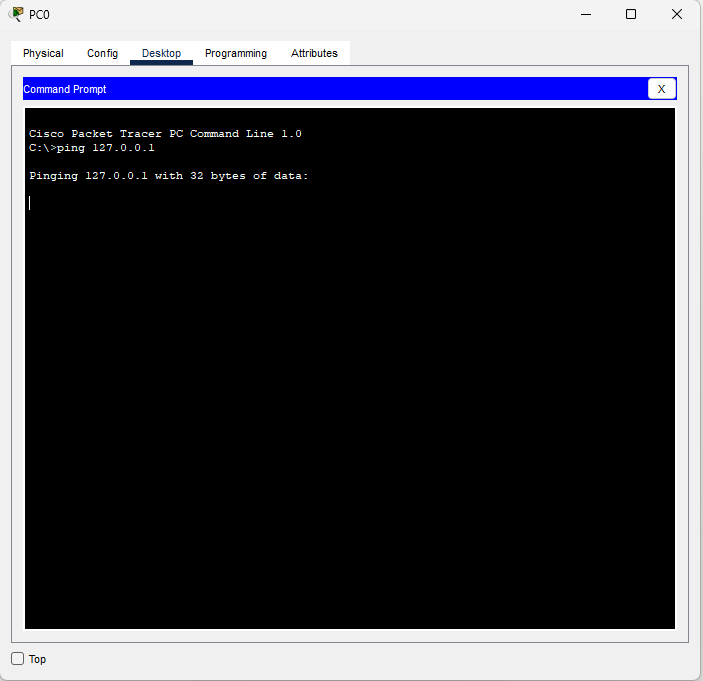 PC0
Physical Config Desktop Programming Attributes
Command Prompt
X
Cisco Packet Tracer PC Command Line 1.0
C:\>ping 127.0.0.1
Pinging 127.0.0.1 with 32 bytes of data:
Top